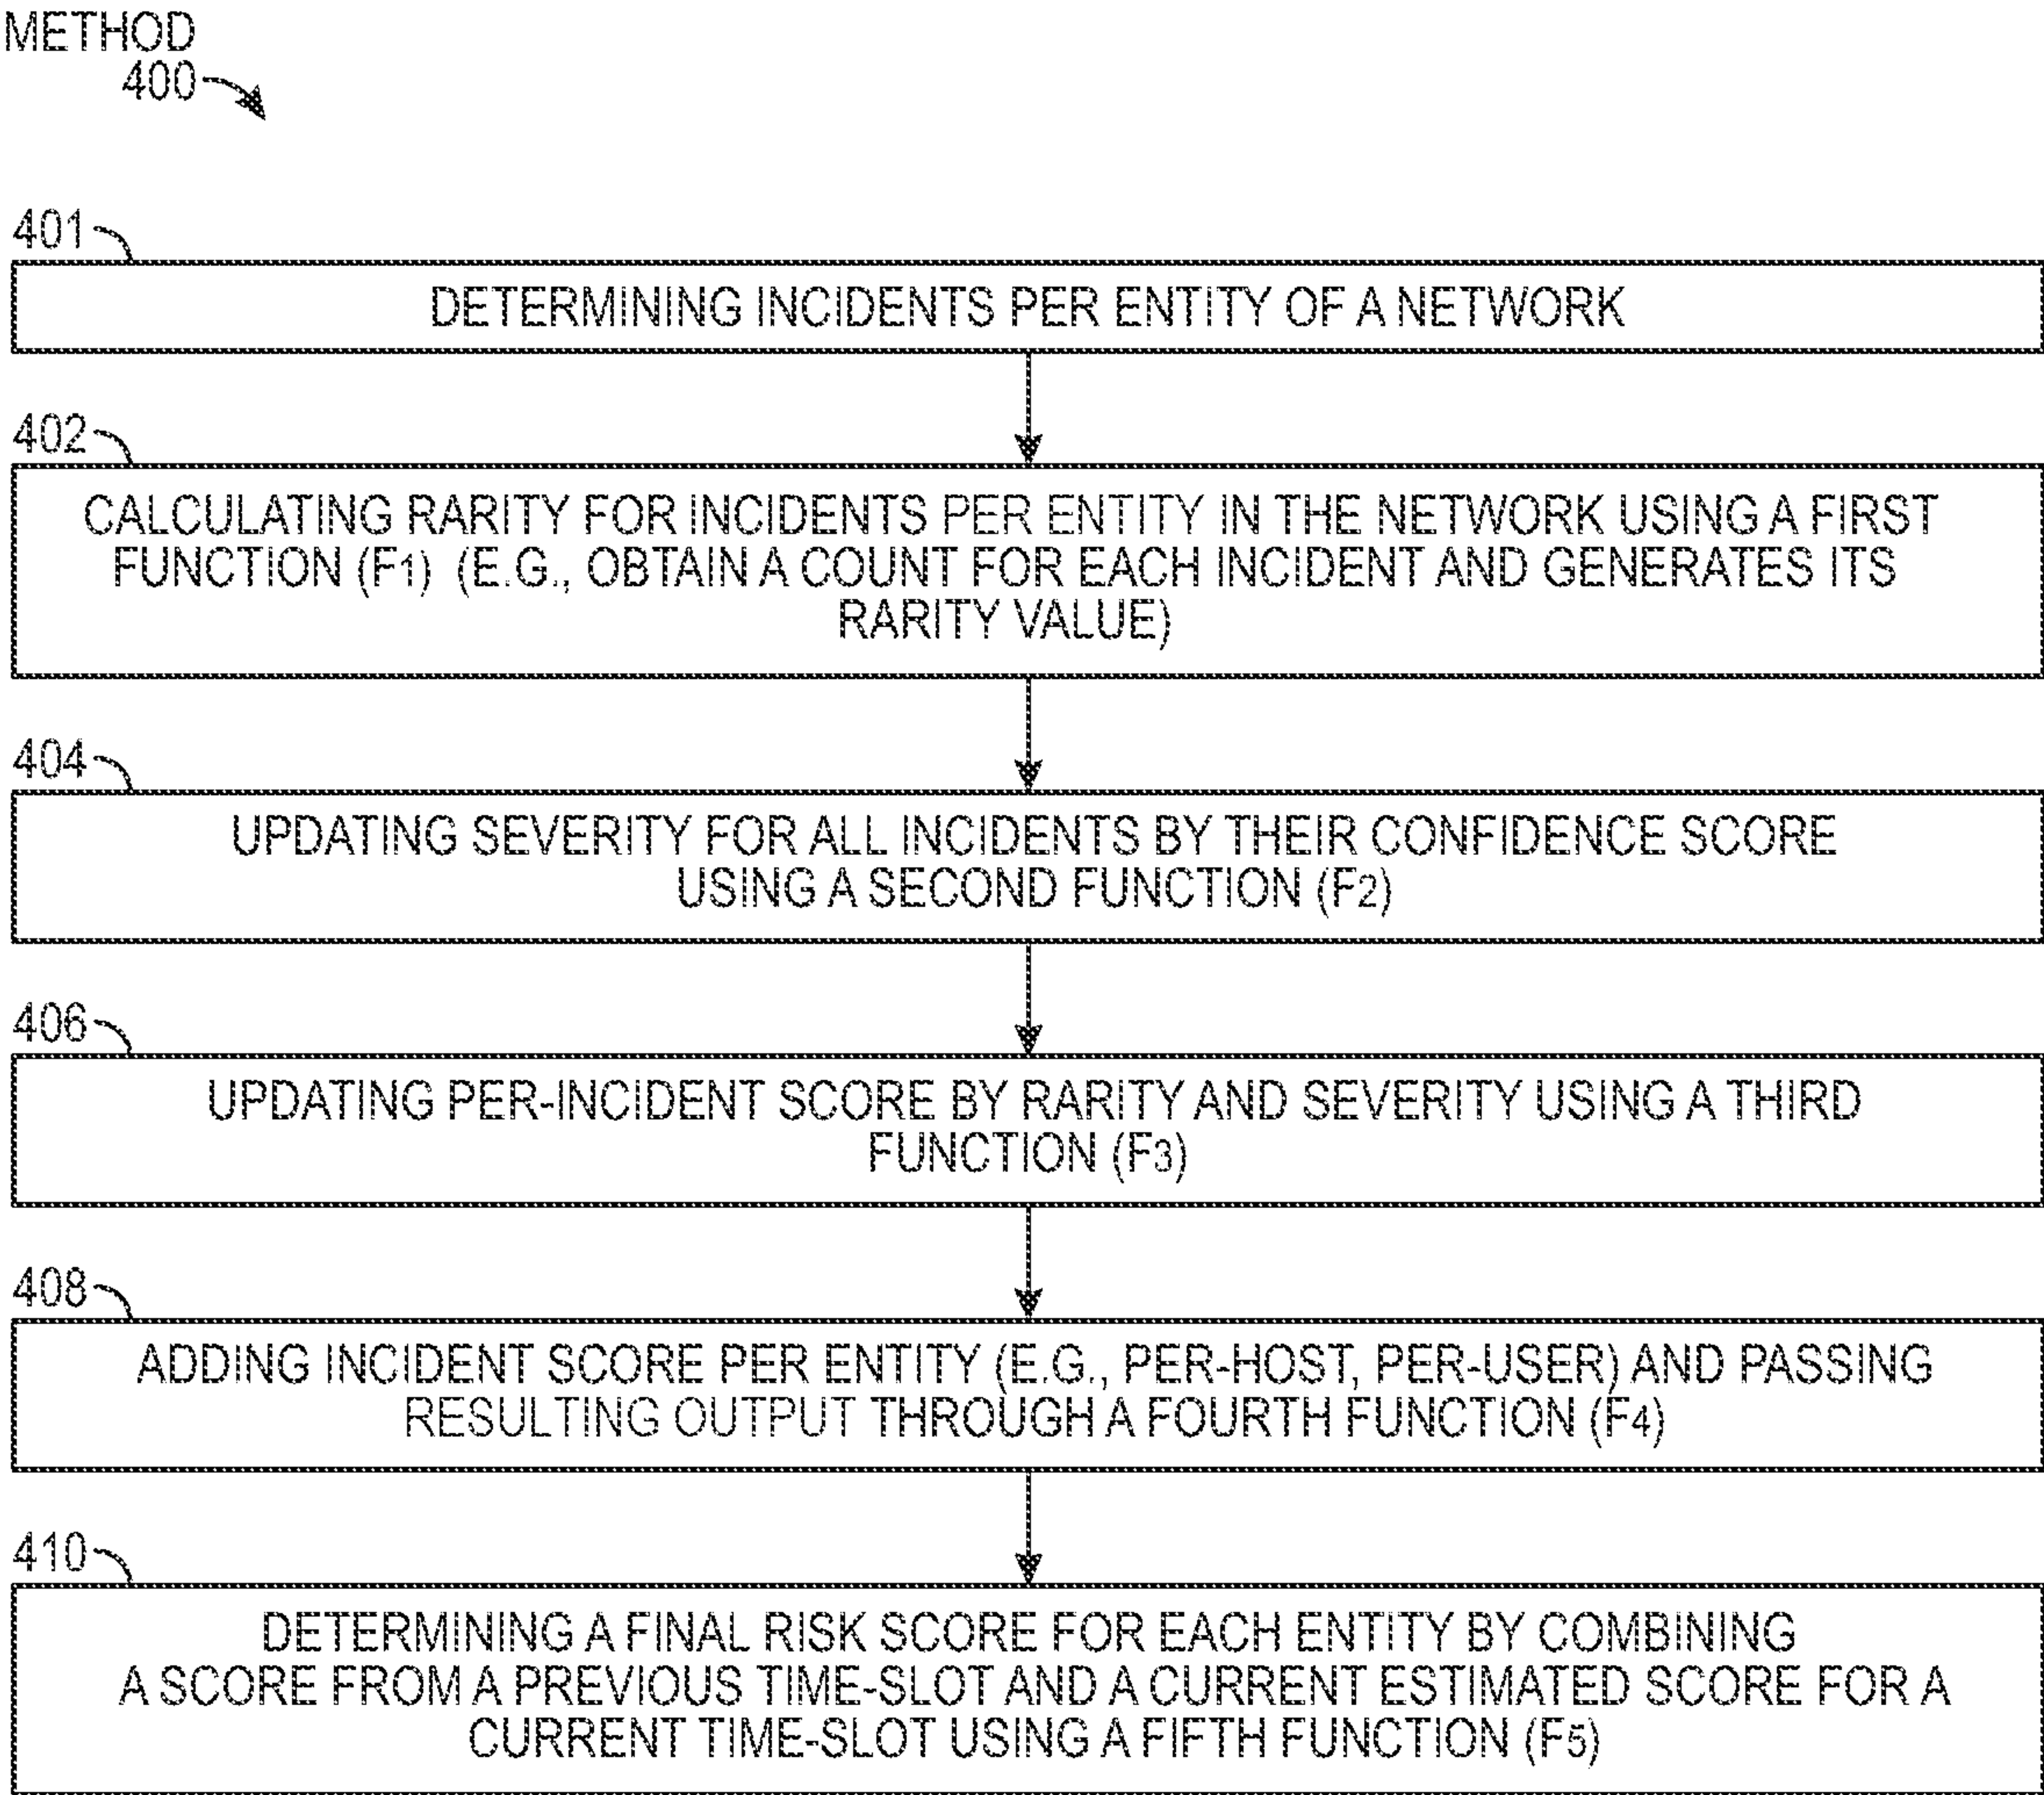 METHOD
400
401
DETERMINING INCIDENTS PER ENTITY OF A NETWORK
402
CALCULATING RARITY FOR INCIDENTS PER ENTITY IN THE NETWORK USING A FIRST
FUNCTION (F1) (E.G., OBTAIN A COUNT FOR EACH INCIDENT AND GENERATES ITS
RARITY VALUE)
404
UPDATING SEVERITY FOR ALL INCIDENTS BY THEIR CONFIDENCE SCORE
USING A SECOND FUNCTION (F2)
406
UPDATING PER-INCIDENT SCORE BY RARITY AND SEVERITY USING A THIRD
FUNCTION (F3)
408
ADDING INCIDENT SCORE PER ENTITY (E.G., PER-HOST, PER-USER) AND PASSING
RESULTING OUTPUT THROUGH A FOURTH FUNCTION (F4)
410
DETERMINING A FINAL RISK SCORE FOR EACH ENTITY BY COMBINING
A SCORE FROM A PREVIOUS TIME-SLOT AND A CURRENT ESTIMATED SCORE FOR A
CURRENT TIME-SLOT USING A FIFTH FUNCTION (F5)